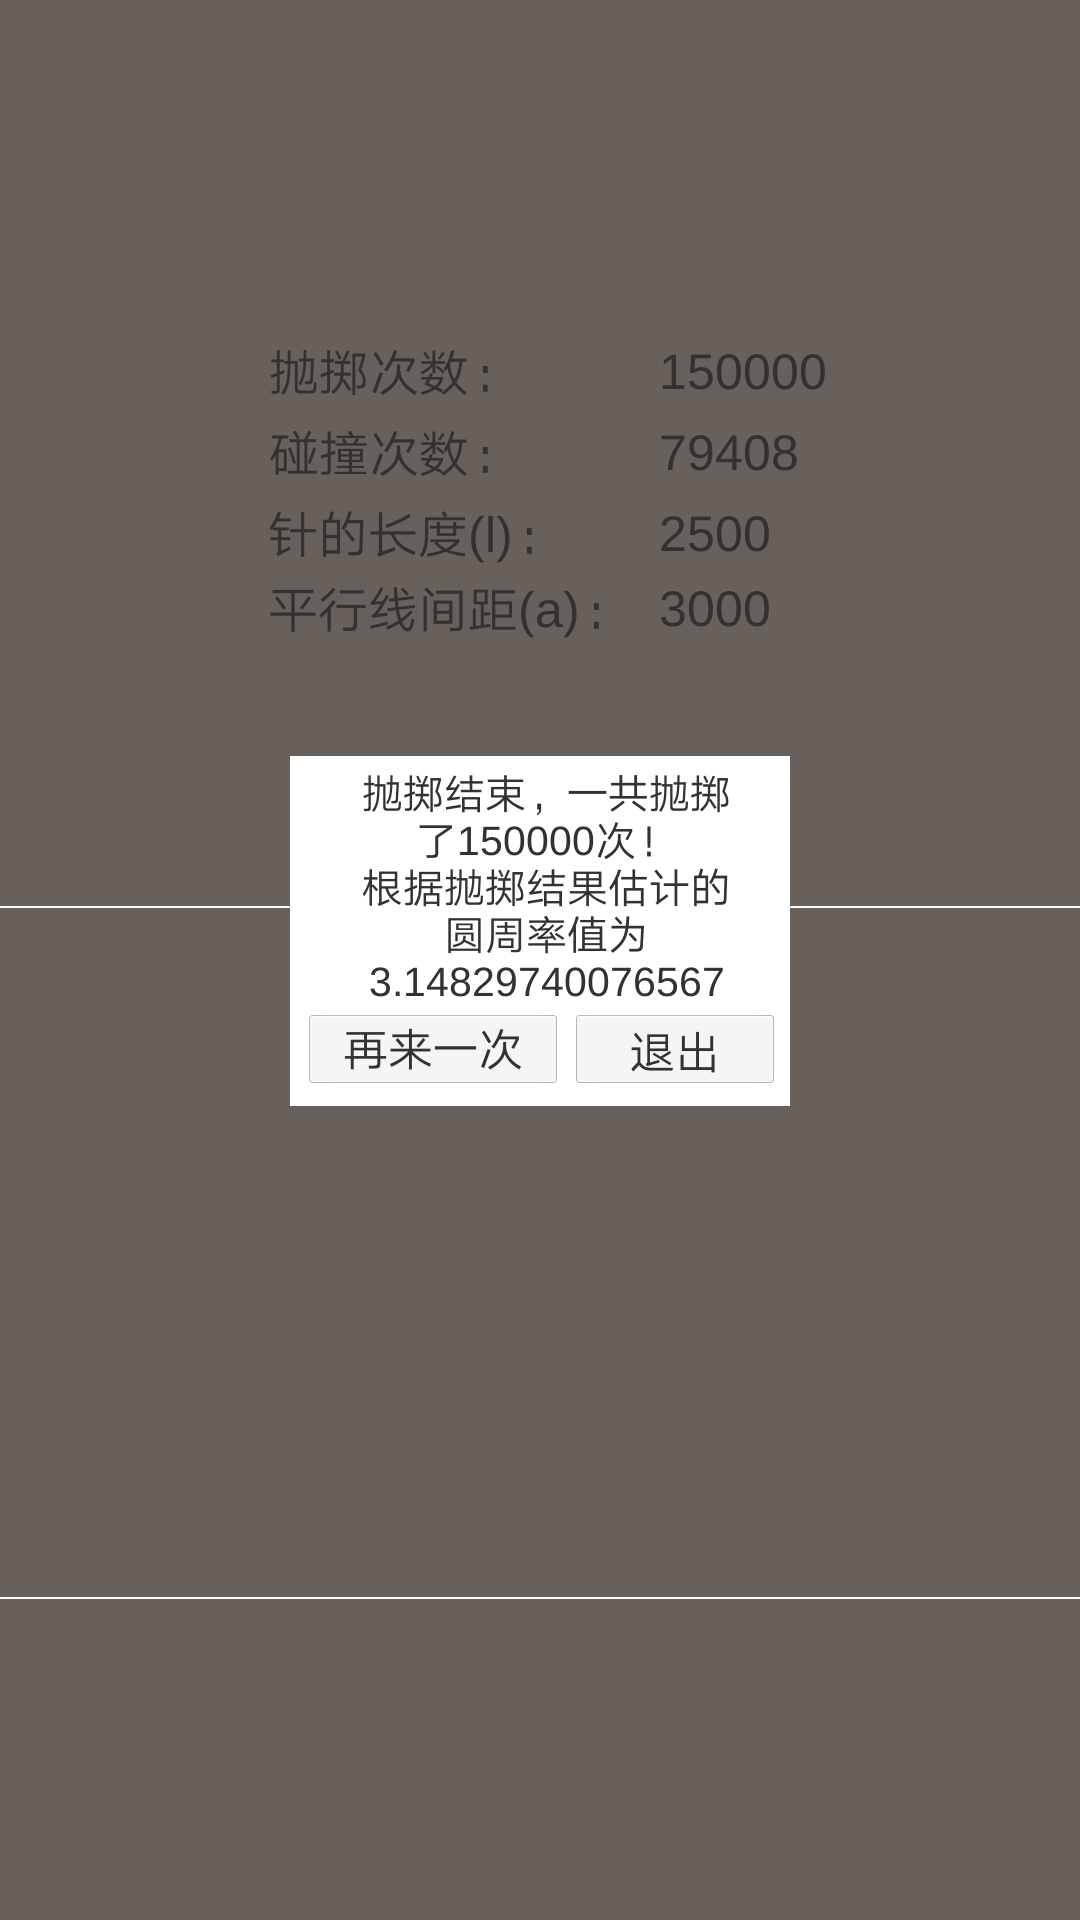 抛掷次数：	150000
碰撞次数：	79408
针的长度(l)：	2500
平行线间距(a)：	3000
抛掷结束，一共抛掷
了150000次！
根据抛掷结果估计的
圆周率值为
3.14829740076567
再来一次	退出